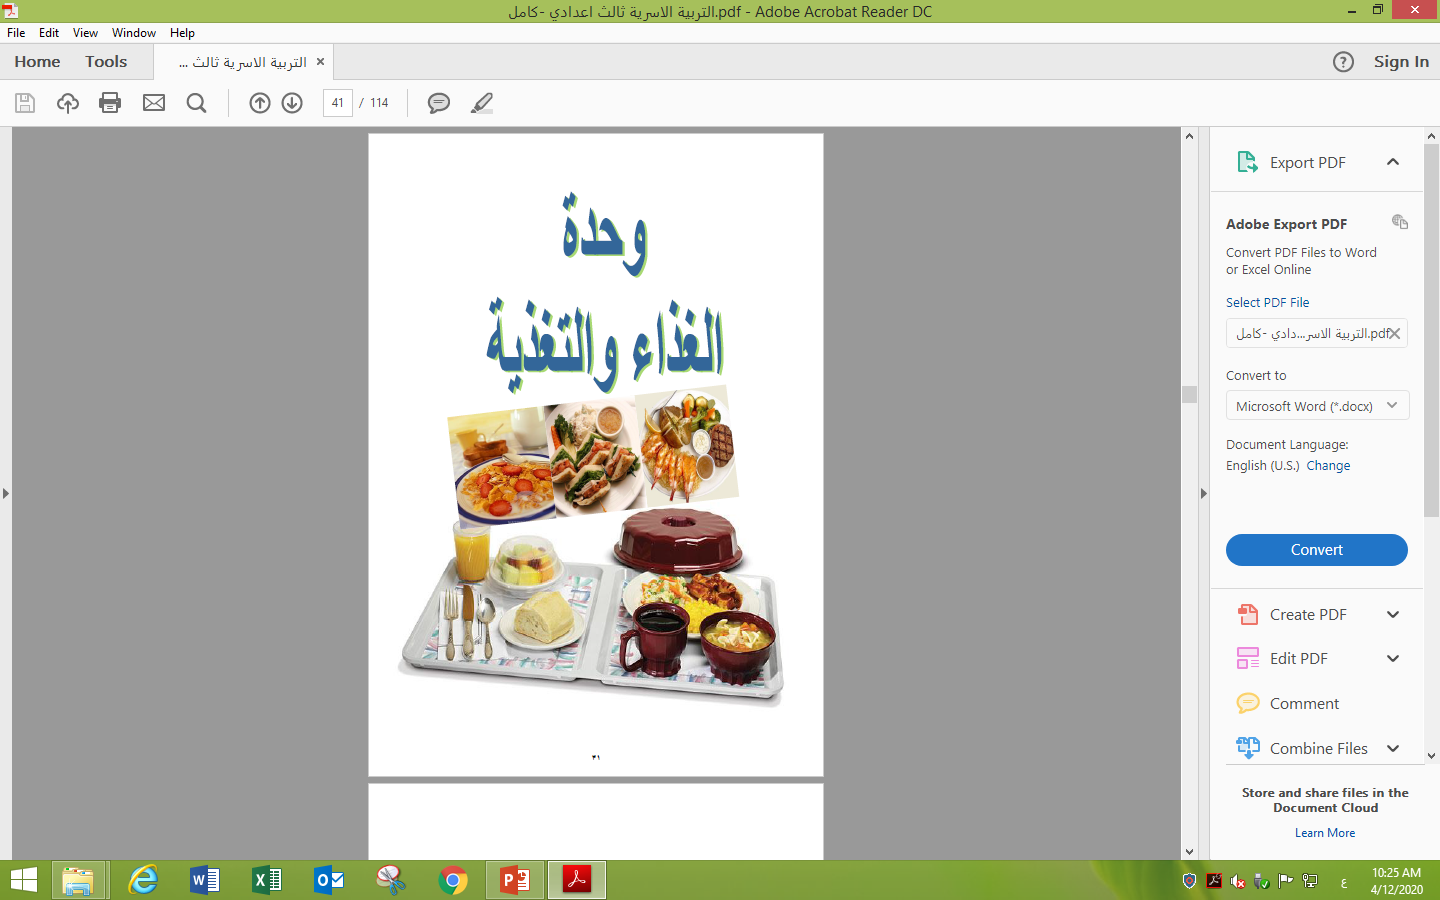 التربية الاسرية ثالث اعدادي -كامل.pdf - Adobe Acrobat Reader DC
File Edit View Window Help
Home Tools التربية الاسرية ثالث ... × Sign In
41 / 114
وحدة
الغذاء والتغذية
٣١
Export PDF
Adobe Export PDF
Convert PDF Files to Word
or Excel Online
Select PDF File
التربية الاسر...دادي -كامل.pdf
Convert to
Microsoft Word (*.docx)
Document Language:
English (U.S.) Change
Convert
Create PDF
Edit PDF
Comment
Combine Files
Store and share files in the
Document Cloud
Learn More
ع
10:25 AM
4/12/2020